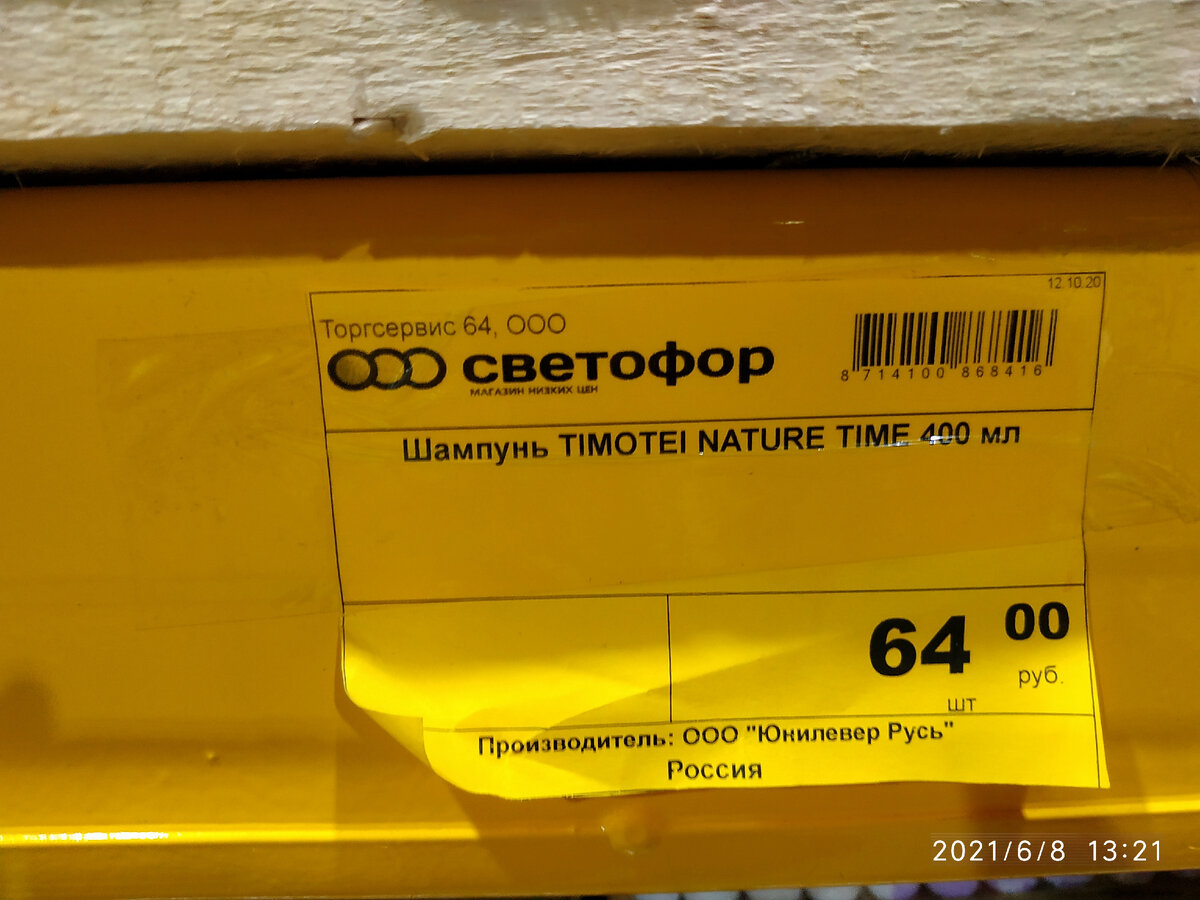 12.10.20
Торгсервис 64, ООО
светофор
МАГАЗИН НИЗКИХ ЦЕН
8 714100 868416
Шампунь TIMOTEI NATURE TIME 400 мл
64 00
руб.
шт
Производитель: ООО "Юнилевер Русь"
Россия
2021/6/8 13:21